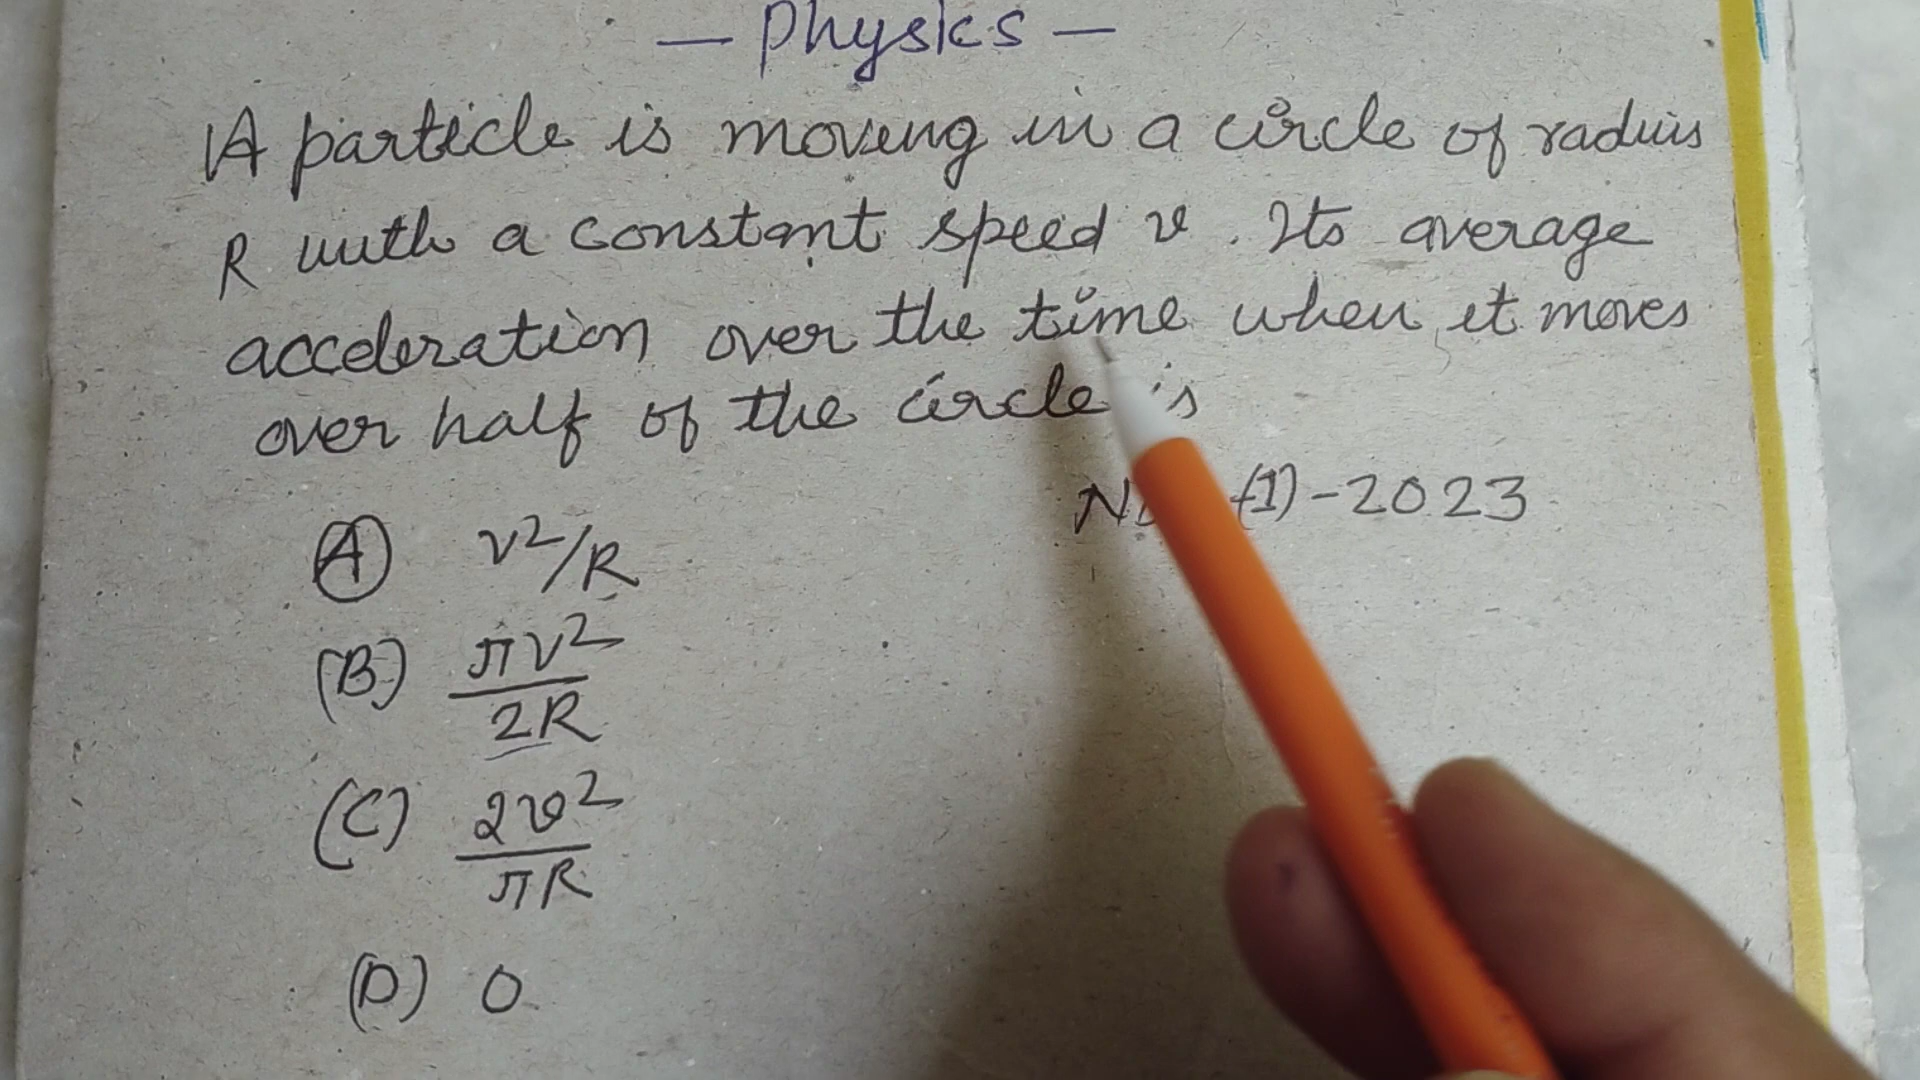 — Physics —
A particle is moving in a circle of radius
R with a constant speed v. Its average
acceleration over the time when it moves
over half of the circle is
(1)-2023
(A) v²/R
(B) πv²/2R
(C) 2v²/πR
(D) 0